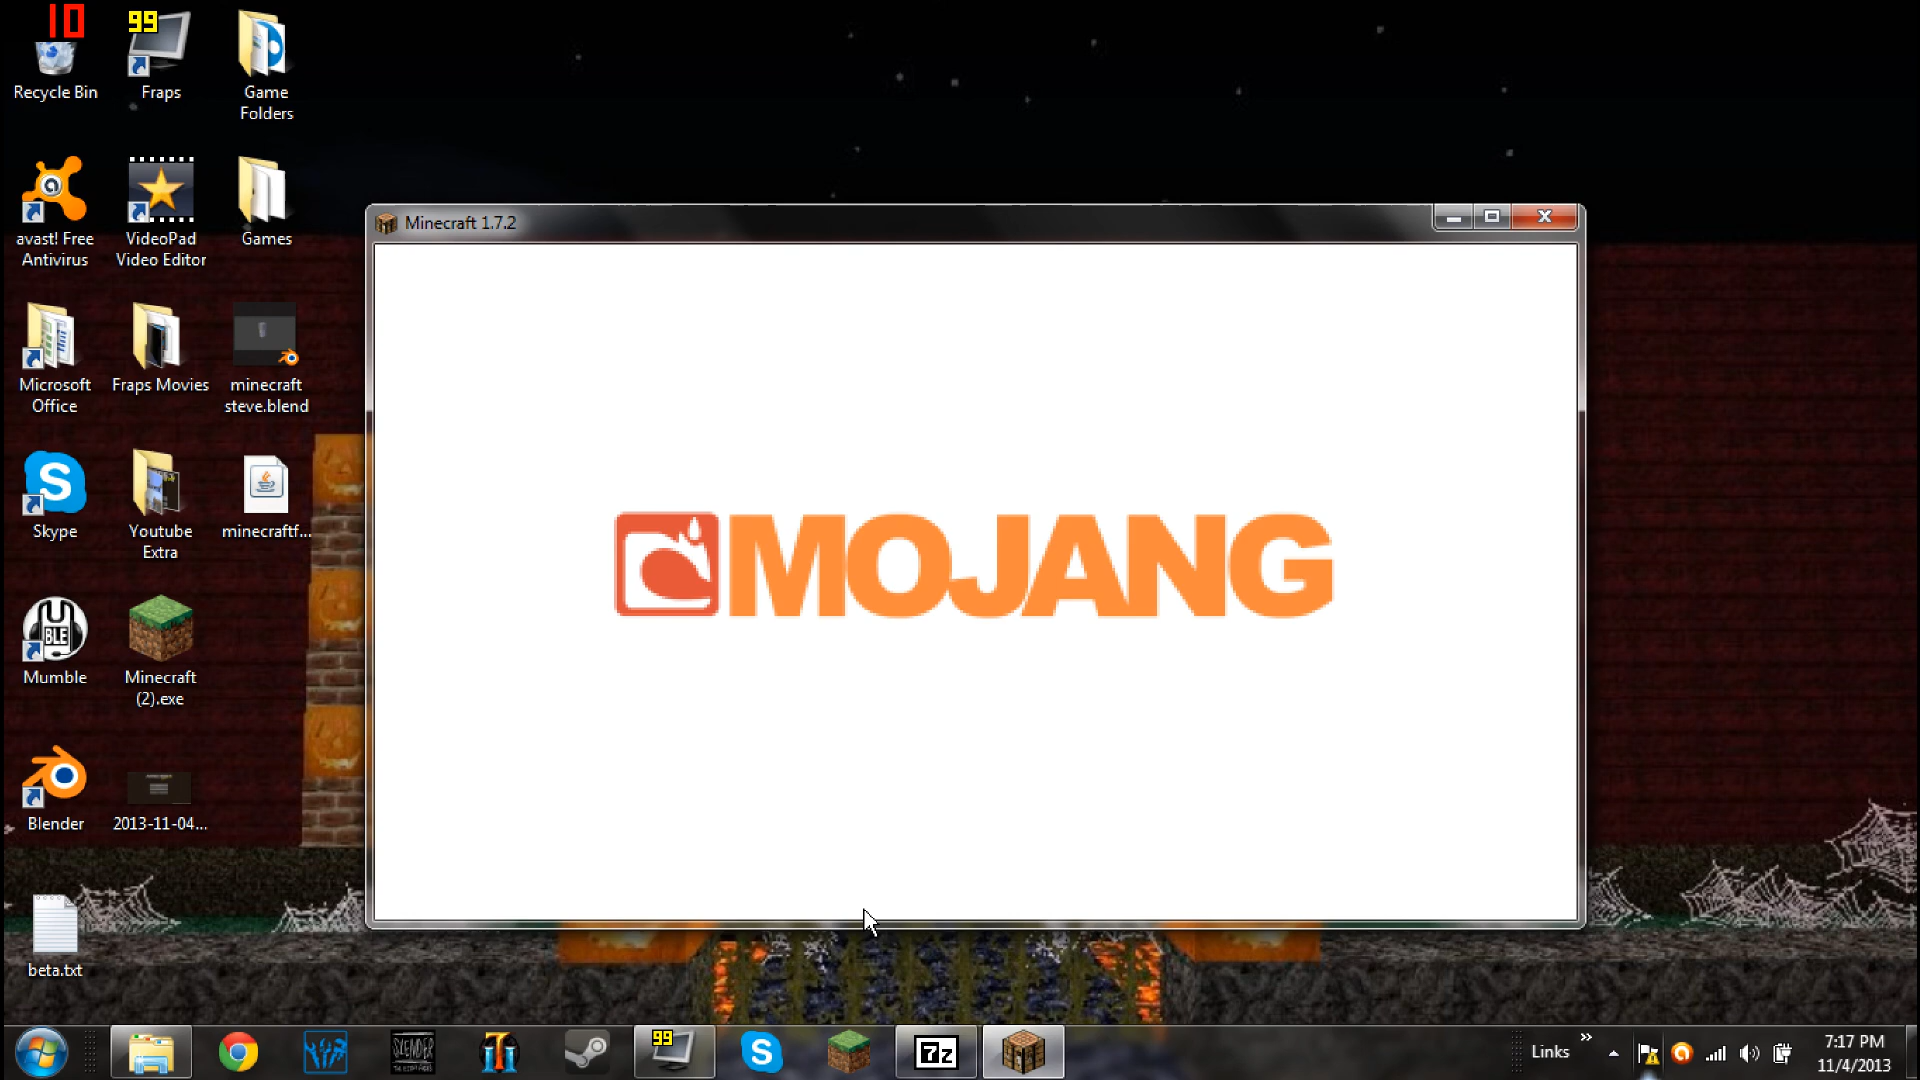 10
99
Recycle Bin
Fraps
Game
Folders
avast! Free
Antivirus
VideoPad
Video Editor
Games
Microsoft
Office
Fraps Movies
minecraft
steve.blend
Skype
Youtube
Extra
minecraftf...
Mumble
Minecraft
(2).exe
Blender
2013-11-04...
beta.txt
Minecraft 1.7.2
MOJANG
SLENDER
99
S
7z
Links
7:17 PM
11/4/2013